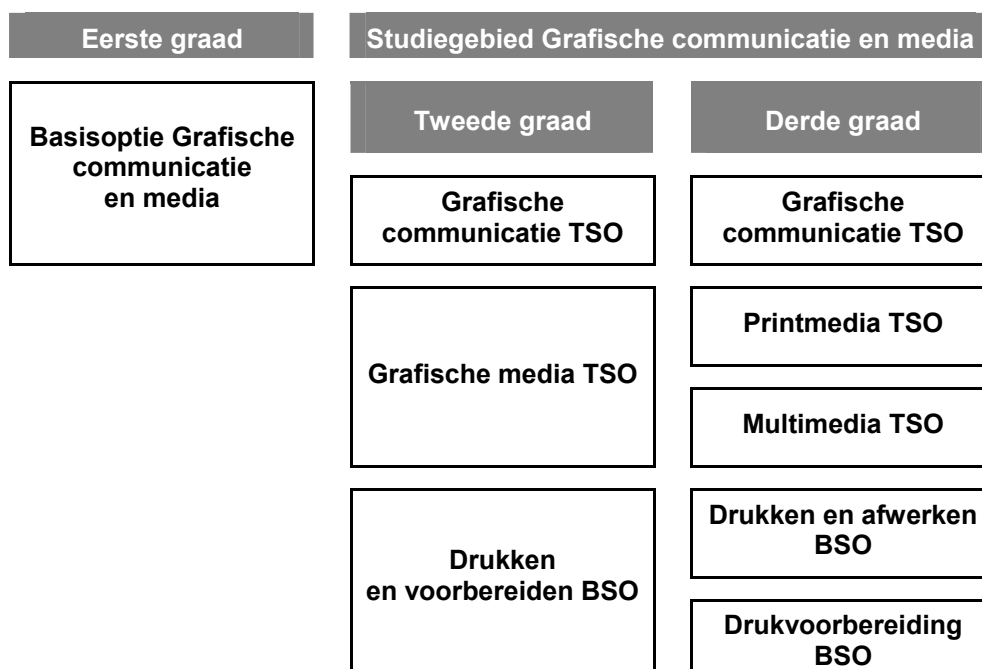 Eerste graad
Studiegebied Grafische communicatie en media
Basisoptie Grafische
communicatie
en media
Tweede graad
Derde graad
Grafische
communicatie TSO
Grafische
communicatie TSO
Grafische media TSO
Printmedia TSO
Multimedia TSO
Drukken
en voorbereiden BSO
Drukken en afwerken
BSO
Drukvoorbereiding
BSO